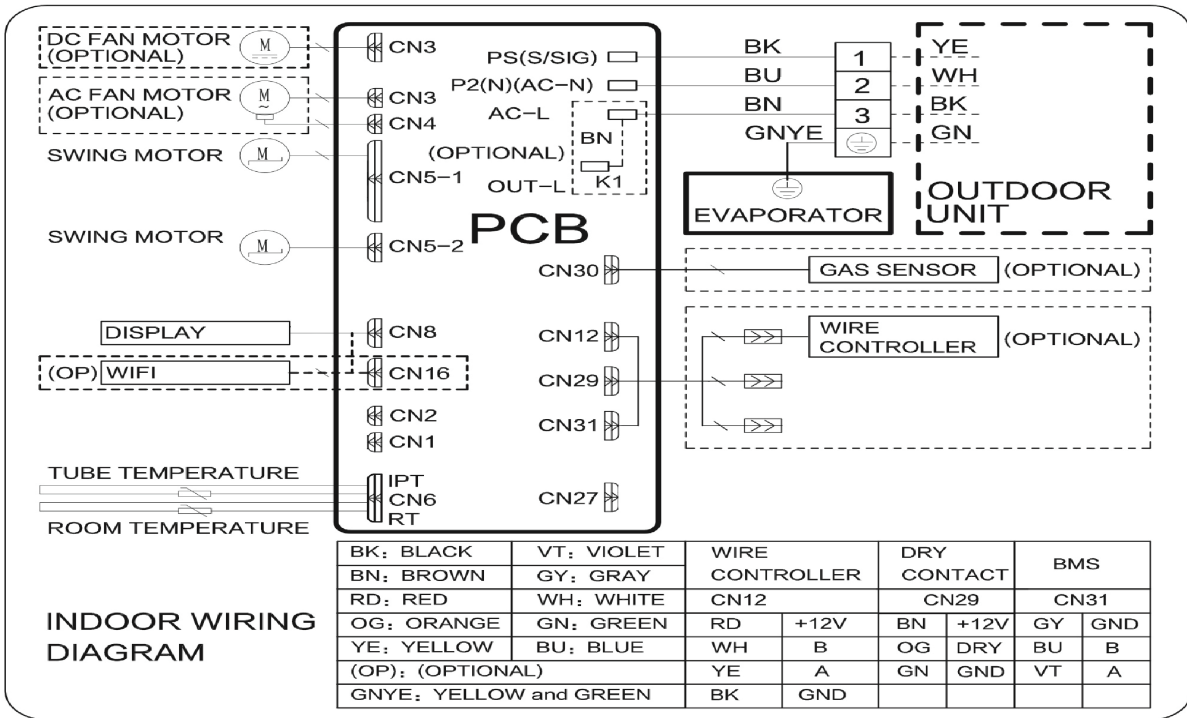 DC FAN MOTOR
(OPTIONAL)
M
CN3
AC FAN MOTOR
(OPTIONAL)
M
~
CN3
CN4
SWING MOTOR
M
CN5-1
SWING MOTOR
M
CN5-2
PS(S/SIG)
P2(N)(AC-N)
AC-L
BN
(OPTIONAL)
OUT-L
K1
PCB
BK
BU
BN
GNYE
1
2
3
YE
WH
BK
GN
OUTDOOR
UNIT
EVAPORATOR
CN30
GAS SENSOR
(OPTIONAL)
DISPLAY
CN8
(OP)
WIFI
CN16
CN2
CN1
CN12
CN29
CN31
CN27
WIRE
CONTROLLER
(OPTIONAL)
TUBE TEMPERATURE
IPT
CN6
RT
ROOM TEMPERATURE
INDOOR WIRING
DIAGRAM
BK: BLACK VT: VIOLET
BN: BROWN GY: GRAY
RD: RED WH: WHITE
OG: ORANGE GN: GREEN
YE: YELLOW BU: BLUE
(OP): (OPTIONAL)
GNYE: YELLOW and GREEN
WIRE
CONTROLLER
DRY
CONTACT
BMS
CN12 CN29 CN31
RD +12V BN +12V GY GND
WH B OG DRY BU B
YE A GN GND VT A
BK GND